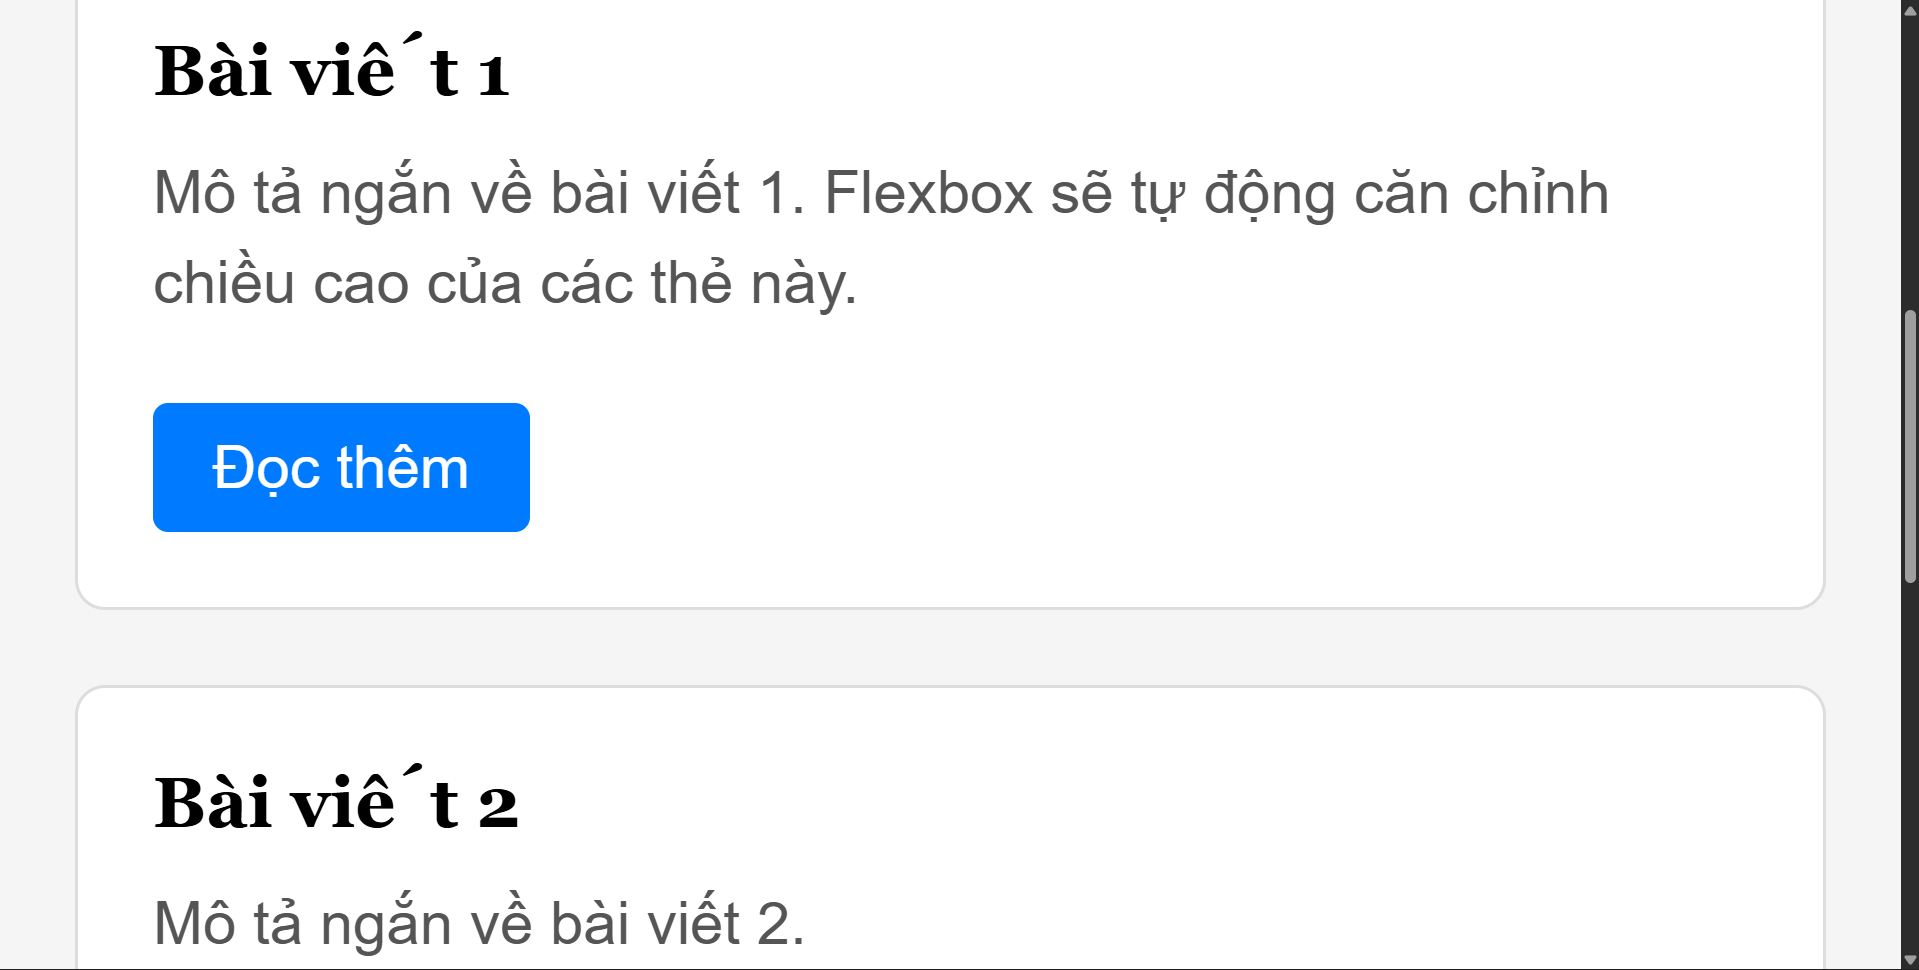 Bài viết 1
Mô tả ngắn về bài viết 1. Flexbox sẽ tự động căn chỉnh
chiều cao của các thẻ này.
Đọc thêm
Bài viết 2
Mô tả ngắn về bài viết 2.